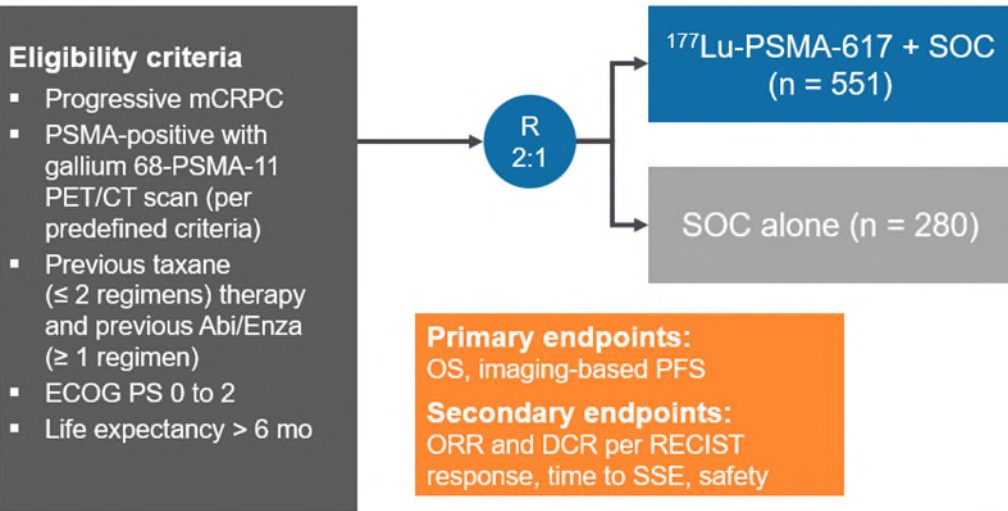 Eligibility criteria
▪ Progressive mCRPC
▪ PSMA-positive with
gallium 68-PSMA-11
PET/CT scan (per
predefined criteria)
▪ Previous taxane
(≤ 2 regimens) therapy
and previous Abi/Enza
(≥ 1 regimen)
▪ ECOG PS 0 to 2
▪ Life expectancy > 6 mo
R
2:1
¹⁷⁷Lu-PSMA-617 + SOC
(n = 551)
SOC alone (n = 280)
Primary endpoints:
OS, imaging-based PFS
Secondary endpoints:
ORR and DCR per RECIST
response, time to SSE, safety